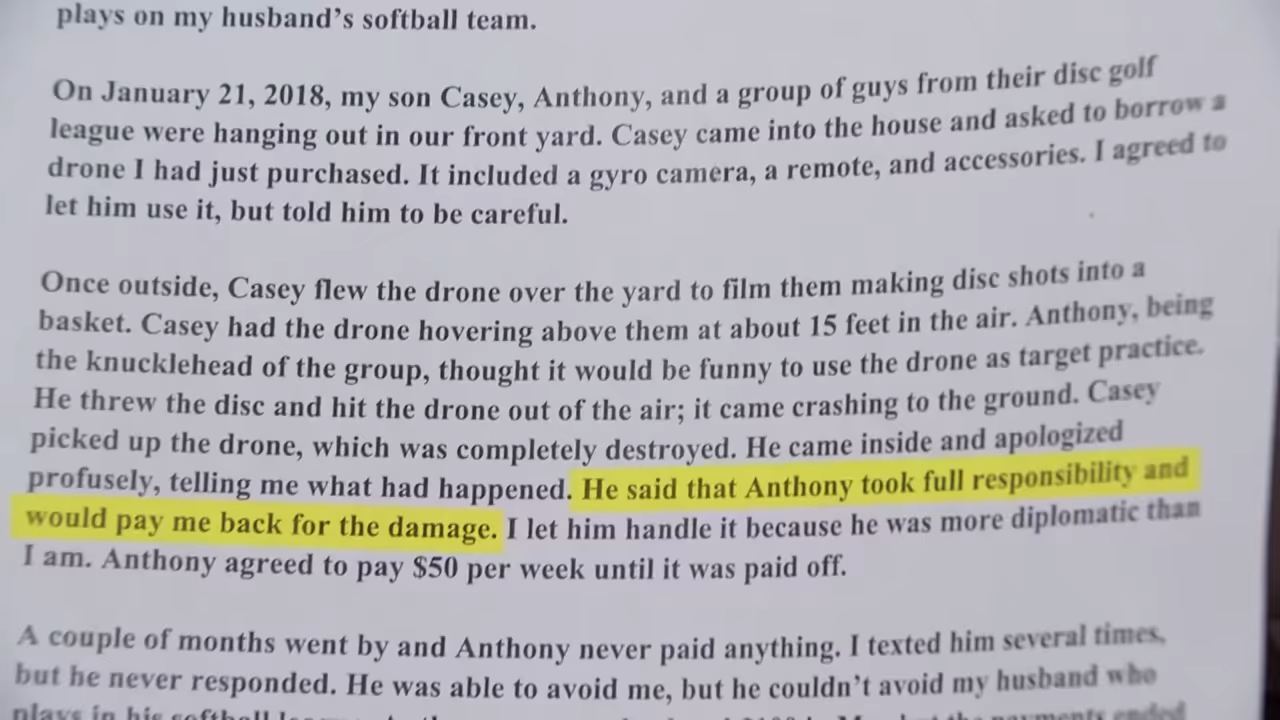 plays on my husband's softball team.
On January 21, 2018, my son Casey, Anthony, and a group of guys from their disc golf
league were hanging out in our front yard. Casey came into the house and asked to borrow a
drone I had just purchased. It included a gyro camera, a remote, and accessories. I agreed to
let him use it, but told him to be careful.
Once outside, Casey flew the drone over the yard to film them making disc shots into a
basket. Casey had the drone hovering above them at about 15 feet in the air. Anthony, being
the knucklehead of the group, thought it would be funny to use the drone as target practice.
He threw the disc and hit the drone out of the air; it came crashing to the ground. Casey
picked up the drone, which was completely destroyed. He came inside and apologized
profusely, telling me what had happened. He said that Anthony took full responsibility and
would pay me back for the damage. I let him handle it because he was more diplomatic than
I am. Anthony agreed to pay $50 per week until it was paid off.
A couple of months went by and Anthony never paid anything. I texted him several times,
but he never responded. He was able to avoid me, but he couldn't avoid my husband who
plays in his softball